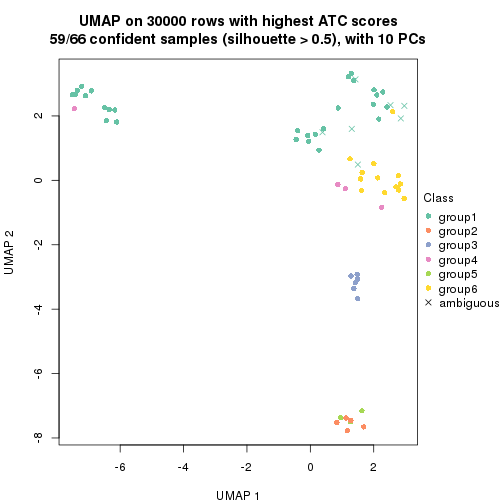 UMAP on 30000 rows with highest ATC scores
59/66 confident samples (silhouette > 0.5), with 10 PCs
2
0
-2
-4
-6
-8
UMAP 2
-6
-4
-2
0
2
UMAP 1
Class
group1
group2
group3
group4
group5
group6
ambiguous